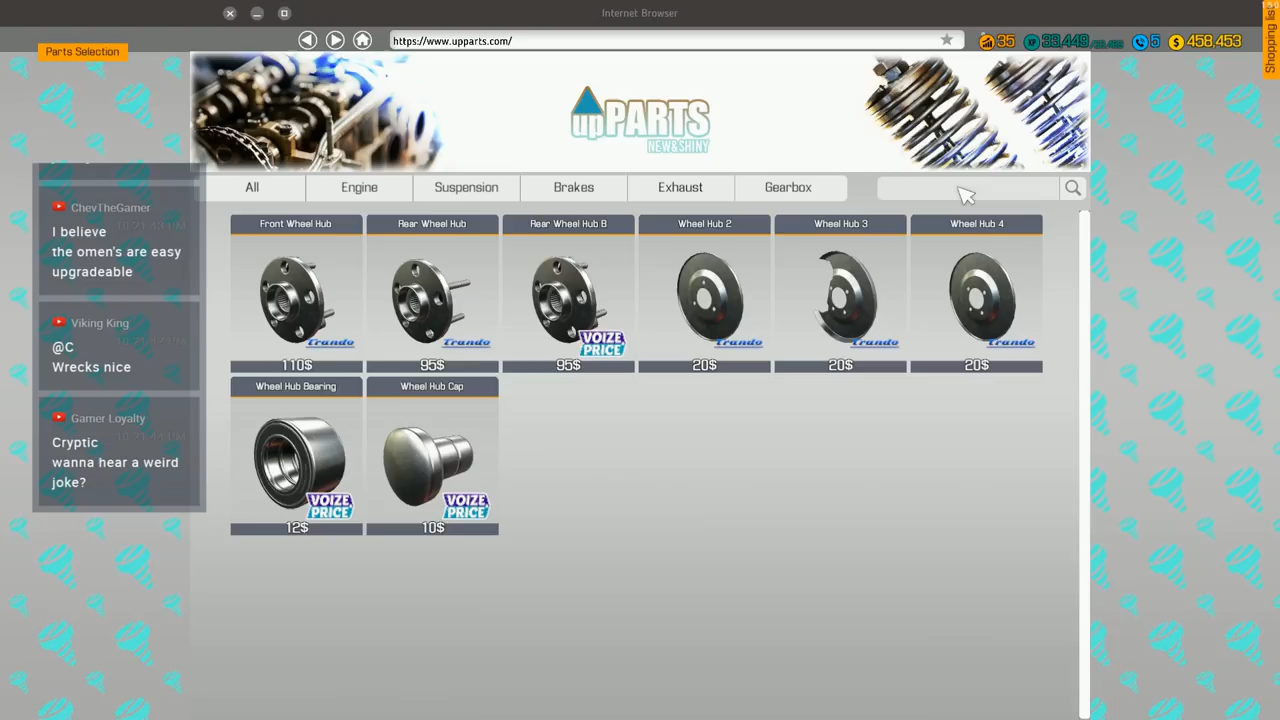 Internet Browser
Parts Selection
https://www.upparts.com/
35
33,449
5
458,453
Shopping list
upPARTS
NEW&SHINY
All
Engine
Suspension
Brakes
Exhaust
Gearbox
Front Wheel Hub
Rear Wheel Hub
Rear Wheel Hub B
Wheel Hub 2
Wheel Hub 3
Wheel Hub 4
Trando
Trando
VOIZE
PRICE
Trando
Trando
Trando
110$
95$
95$
20$
20$
20$
Wheel Hub Bearing
Wheel Hub Cap
VOIZE
PRICE
VOIZE
PRICE
12$
10$
ChevTheGamer
I believe
the omen's are easy
upgradeable
Viking King
@C
Wrecks nice
Gamer Loyalty
Cryptic
wanna hear a weird
joke?